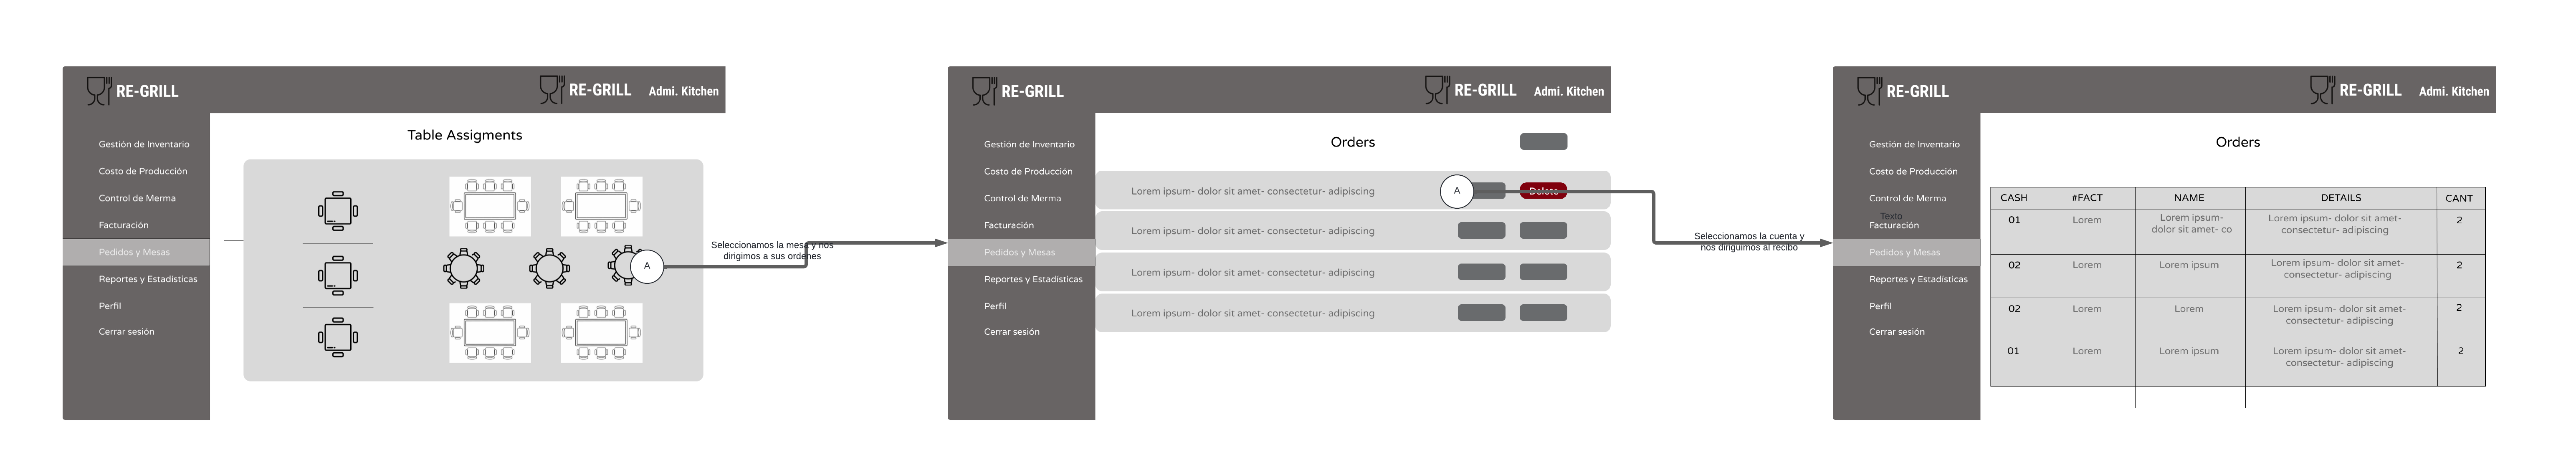 RE-GRILL
RE-GRILL
Admi. Kitchen
Gestión de Inventario
Costo de Producción
Control de Merma
Facturación
Pedidos y Mesas
Reportes y Estadísticas
Perfil
Cerrar sesión
Table Assigments
A
Seleccionamos la mesa y nos
dirigimos a sus ordenes
RE-GRILL
RE-GRILL
Admi. Kitchen
Gestión de Inventario
Costo de Producción
Control de Merma
Facturación
Pedidos y Mesas
Reportes y Estadísticas
Perfil
Cerrar sesión
Orders
Lorem ipsum- dolor sit amet- consectetur- adipiscing
A
Delete
Lorem ipsum- dolor sit amet- consectetur- adipiscing
Lorem ipsum- dolor sit amet- consectetur- adipiscing
Lorem ipsum- dolor sit amet- consectetur- adipiscing
Seleccionamos la cuenta y
nos diriguimos al recibo
RE-GRILL
RE-GRILL
Admi. Kitchen
Gestión de Inventario
Costo de Producción
Control de Merma
Texto
Facturación
Pedidos y Mesas
Reportes y Estadísticas
Perfil
Cerrar sesión
Orders
CASH #FACT NAME DETAILS CANT
01 Lorem Lorem ipsum- Lorem ipsum- dolor sit amet- 2
dolor sit amet- co consectetur- adipiscing
02 Lorem Lorem ipsum Lorem ipsum- dolor sit amet- 2
consectetur- adipiscing
02 Lorem Lorem Lorem ipsum- dolor sit amet- 2
consectetur- adipiscing
01 Lorem Lorem ipsum Lorem ipsum- dolor sit amet- 2
consectetur- adipiscing